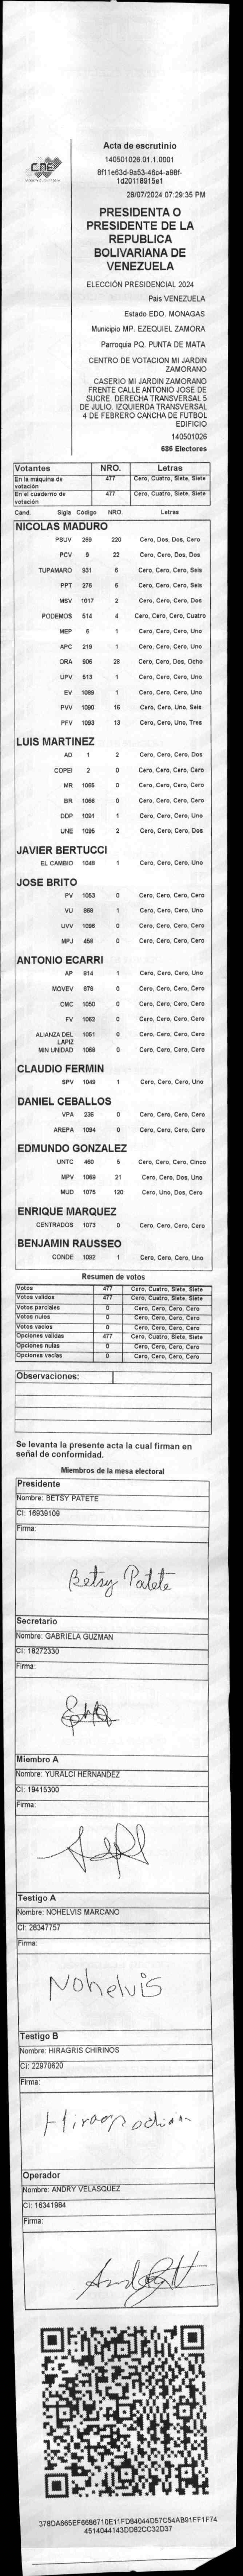 CNE
Acta de escrutinio
140501026.01.1.0001
8f11e63d-9a53-46c4-a98f-
1d20118915e1
28/07/2024 07:29:35 PM
PRESIDENTA O
PRESIDENTE DE LA
REPUBLICA
BOLIVARIANA DE
VENEZUELA
ELECCIÓN PRESIDENCIAL 2024
País VENEZUELA
Estado EDO. MONAGAS
Municipio MP. EZEQUIEL ZAMORA
Parroquia PQ. PUNTA DE MATA
CENTRO DE VOTACION MI JARDIN
ZAMORANO
CASERIO MI JARDIN ZAMORANO
FRENTE CALLE ANTONIO JOSE DE
SUCRE. DERECHA TRANSVERSAL 5
DE JULIO. IZQUIERDA TRANSVERSAL
4 DE FEBRERO CANCHA DE FUTBOL
EDIFICIO
140501026
686 Electores
Votantes NRO. Letras
En la máquina de votación 477 Cero, Cuatro, Siete, Siete
En el cuaderno de votación 477 Cero, Cuatro, Siete, Siete
Cand. Sigla Código NRO. Letras
NICOLAS MADURO
PSUV 269 220 Cero, Dos, Dos, Cero
PCV 9 22 Cero, Cero, Dos, Dos
TUPAMARO 931 6 Cero, Cero, Cero, Seis
PPT 276 6 Cero, Cero, Cero, Seis
MSV 1017 2 Cero, Cero, Cero, Dos
PODEMOS 514 4 Cero, Cero, Cero, Cuatro
MEP 6 1 Cero, Cero, Cero, Uno
APC 219 1 Cero, Cero, Cero, Uno
ORA 906 28 Cero, Cero, Dos, Ocho
UPV 513 1 Cero, Cero, Cero, Uno
EV 1089 1 Cero, Cero, Cero, Uno
PVV 1090 16 Cero, Cero, Uno, Seis
PFV 1093 13 Cero, Cero, Uno, Tres
LUIS MARTINEZ
AD 1 2 Cero, Cero, Cero, Dos
COPEI 2 0 Cero, Cero, Cero, Cero
MR 1066 0 Cero, Cero, Cero, Cero
BR 1068 0 Cero, Cero, Cero, Cero
DDP 1091 1 Cero, Cero, Cero, Uno
UNE 1095 2 Cero, Cero, Cero, Dos
JAVIER BERTUCCI
EL CAMBIO 1048 1 Cero, Cero, Cero, Uno
JOSE BRITO
PV 1053 0 Cero, Cero, Cero, Cero
VU 868 1 Cero, Cero, Cero, Uno
UVV 1096 0 Cero, Cero, Cero, Cero
MPJ 456 0 Cero, Cero, Cero, Cero
ANTONIO ECARRI
AP 814 1 Cero, Cero, Cero, Uno
MOVEV 878 0 Cero, Cero, Cero, Cero
CMC 1050 0 Cero, Cero, Cero, Cero
FV 1062 0 Cero, Cero, Cero, Cero
ALIANZA DEL LAPIZ 1051 0 Cero, Cero, Cero, Cero
MIN UNIDAD 1088 0 Cero, Cero, Cero, Cero
CLAUDIO FERMIN
SPV 1049 1 Cero, Cero, Cero, Uno
DANIEL CEBALLOS
VPA 236 0 Cero, Cero, Cero, Cero
AREPA 1094 0 Cero, Cero, Cero, Cero
EDMUNDO GONZALEZ
UNTC 460 5 Cero, Cero, Cero, Cinco
MPV 1069 21 Cero, Cero, Dos, Uno
MUD 1075 120 Cero, Uno, Dos, Cero
ENRIQUE MARQUEZ
CENTRADOS 1073 0 Cero, Cero, Cero, Cero
BENJAMIN RAUSSEO
CONDE 1092 1 Cero, Cero, Cero, Uno
Resumen de votos
Votos 477 Cero, Cuatro, Siete, Siete
Votos validos 477 Cero, Cuatro, Siete, Siete
Votos parciales 0 Cero, Cero, Cero, Cero
Votos nulos 0 Cero, Cero, Cero, Cero
Votos vacíos 0 Cero, Cero, Cero, Cero
Opciones validas 477 Cero, Cuatro, Siete, Siete
Opciones nulas 0 Cero, Cero, Cero, Cero
Opciones vacías 0 Cero, Cero, Cero, Cero
Observaciones:
Se levanta la presente acta la cual firman en
señal de conformidad.
Miembros de la mesa electoral
Presidente
Nombre: BETSY PATETE
CI: 16939109
Firma:
Betsy Patete
Secretario
Nombre: GABRIELA GUZMAN
CI: 18272330
Firma:
Miembro A
Nombre: YURALCI HERNANDEZ
CI: 19415300
Firma:
Testigo A
Nombre: NOHELVIS MARCANO
CI: 28347757
Firma:
Nohelvis
Testigo B
Nombre: HIRAGRIS CHIRINOS
CI: 22970620
Firma:
Operador
Nombre: ANDRY VELASQUEZ
CI: 16341984
Firma:
378DA665EF6686710E11FD84044D57C54AB91FF1F74
4514044143DD82CC32D37